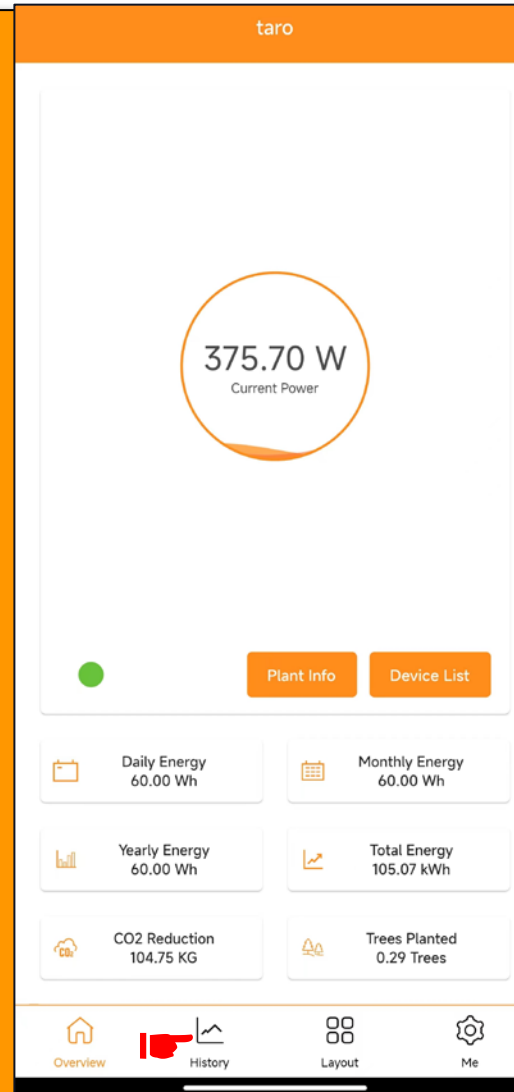 taro
375.70 W
Current Power
Plant Info
Device List
Daily Energy
60.00 Wh
Monthly Energy
60.00 Wh
Yearly Energy
60.00 Wh
Total Energy
105.07 kWh
CO2
CO2 Reduction
104.75 KG
Trees Planted
0.29 Trees
Overview
History
Layout
Me